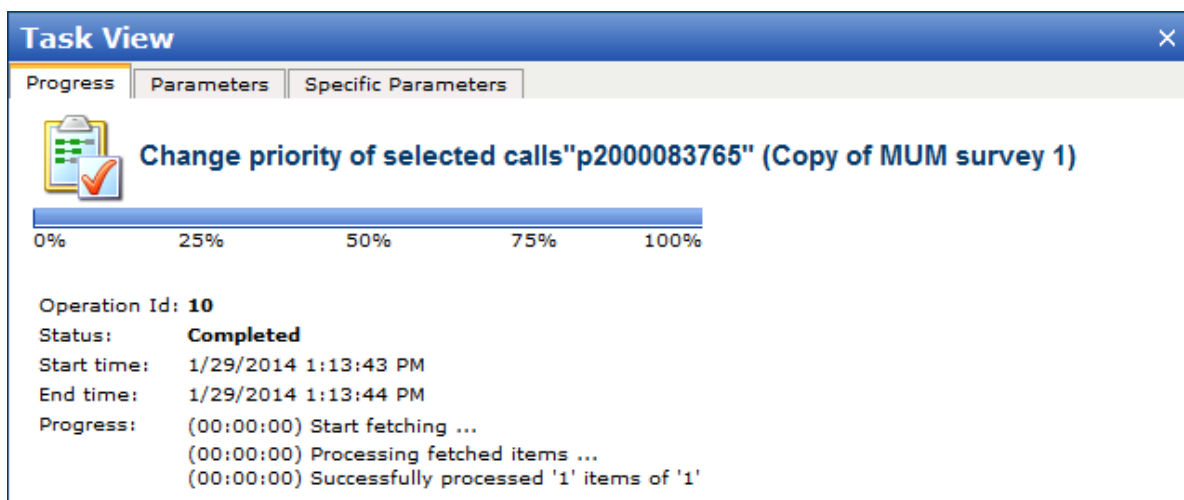 Task View
Progress Parameters Specific Parameters
Change priority of selected calls"p2000083765" (Copy of MUM survey 1)
0% 25% 50% 75% 100%
Operation Id: 10
Status: Completed
Start time: 1/29/2014 1:13:43 PM
End time: 1/29/2014 1:13:44 PM
Progress: (00:00:00) Start fetching ...
(00:00:00) Processing fetched items ...
(00:00:00) Successfully processed '1' items of '1'